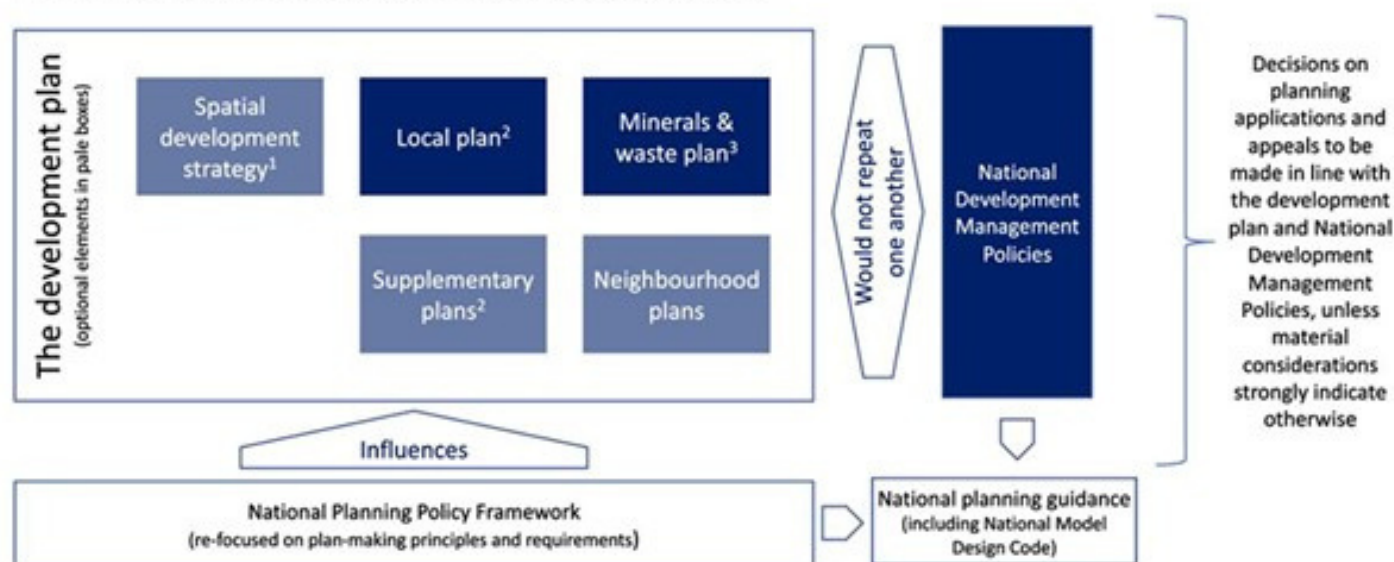 The development plan
(optional elements in pale boxes)
Spatial
development
strategy¹
Local plan²
Minerals &
waste plan³
Supplementary
plans²
Neighbourhood
plans
Would not repeat
one another
National
Development
Management
Policies
Decisions on
planning
applications and
appeals to be
made in line with
the development
plan and National
Development
Management
Policies, unless
material
considerations
strongly indicate
otherwise
Influences
National Planning Policy Framework
(re-focused on plan-making principles and requirements)
National planning guidance
(including National Model
Design Code)